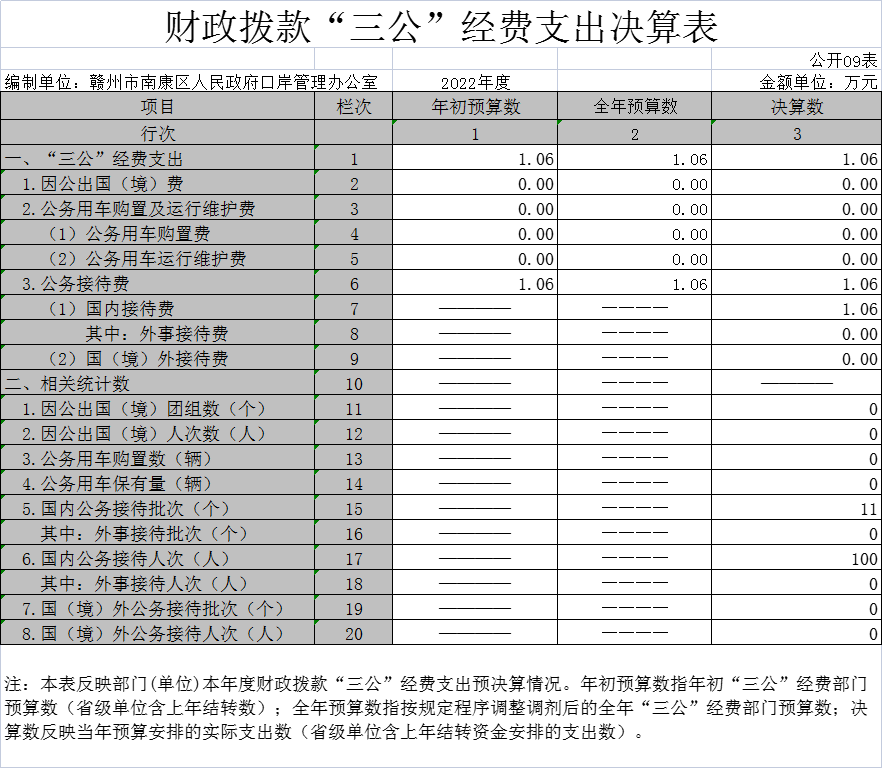 财政拨款“三公”经费支出决算表
公开09表
编制单位：赣州市南康区人民政府口岸管理办公室 2022年度 金额单位：万元
项目 栏次 年初预算数 全年预算数 决算数
行次 1 2 3
一、“三公”经费支出 1 1.06 1.06 1.06
1.因公出国（境）费 2 0.00 0.00 0.00
2.公务用车购置及运行维护费 3 0.00 0.00 0.00
（1）公务用车购置费 4 0.00 0.00 0.00
（2）公务用车运行维护费 5 0.00 0.00 0.00
3.公务接待费 6 1.06 1.06 1.06
（1）国内接待费 7 ———— ———— 1.06
其中：外事接待费 8 ———— ———— 0.00
（2）国（境）外接待费 9 ———— ———— 0.00
二、相关统计数 10 ———— ———— ————
1.因公出国（境）团组数（个） 11 ———— ———— 0
2.因公出国（境）人次数（人） 12 ———— ———— 0
3.公务用车购置数（辆） 13 ———— ———— 0
4.公务用车保有量（辆） 14 ———— ———— 0
5.国内公务接待批次（个） 15 ———— ———— 11
其中：外事接待批次（个） 16 ———— ———— 0
6.国内公务接待人次（人） 17 ———— ———— 100
其中：外事接待人次（人） 18 ———— ———— 0
7.国（境）外公务接待批次（个） 19 ———— ———— 0
8.国（境）外公务接待人次（人） 20 ———— ———— 0
注：本表反映部门(单位)本年度财政拨款“三公”经费支出预决算情况。年初预算数指年初“三公”经费部门
预算数（省级单位含上年结转数）；全年预算数指按规定程序调整调剂后的全年“三公”经费部门预算数；决
算数反映当年预算安排的实际支出数（省级单位含上年结转资金安排的支出数）。